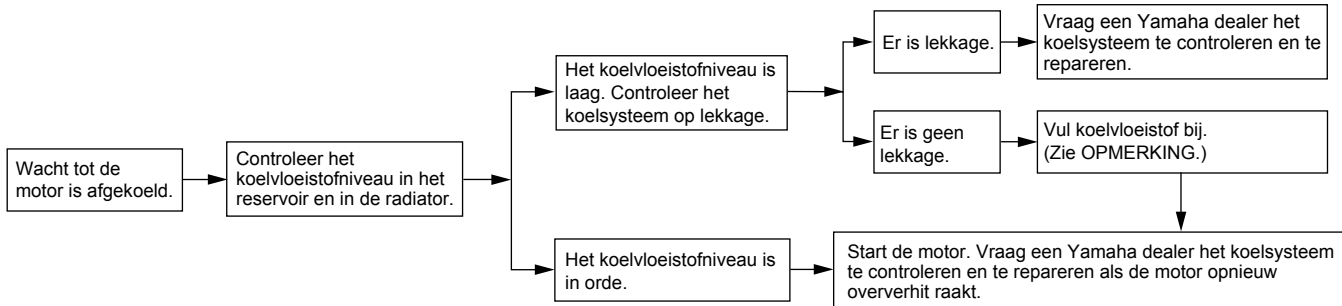 Wacht tot de
motor is afgekoeld.
Controleer het
koelvloeistofniveau in het
reservoir en in de radiator.
Het koelvloeistofniveau is
laag. Controleer het
koelsysteem op lekkage.
Er is lekkage.
Vraag een Yamaha dealer het
koelsysteem te controleren en te
repareren.
Er is geen
lekkage.
Vul koelvloeistof bij.
(Zie OPMERKING.)
Het koelvloeistofniveau is
in orde.
Start de motor. Vraag een Yamaha dealer het koelsysteem
te controleren en te repareren als de motor opnieuw
oververhit raakt.